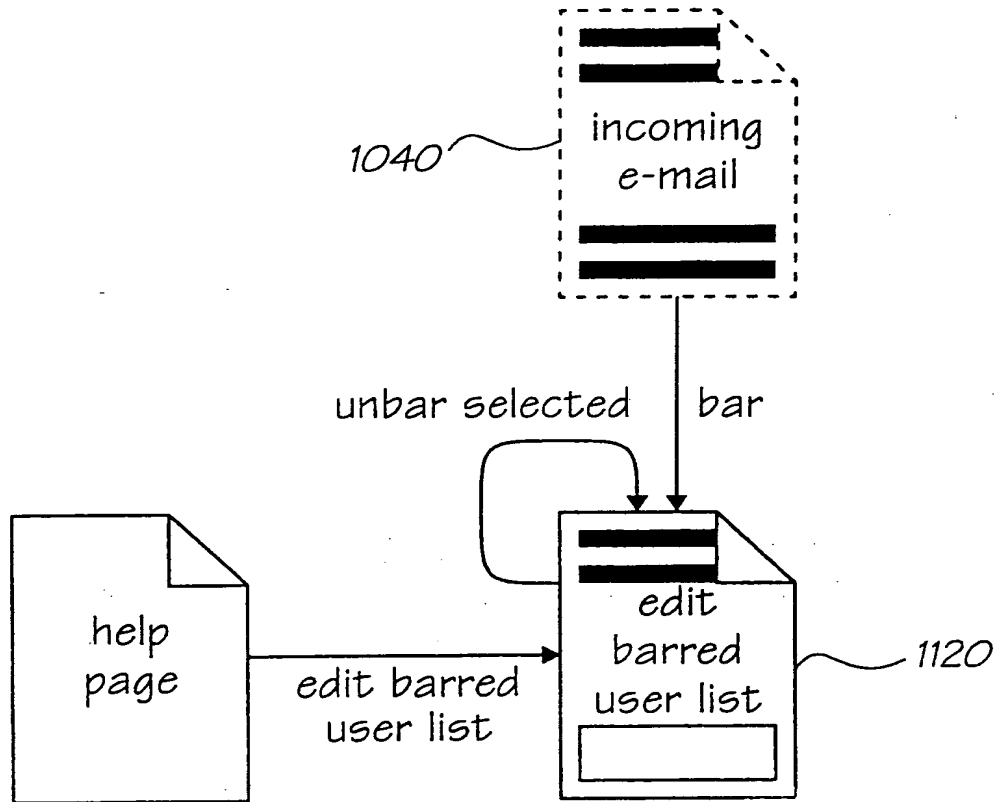 incoming
e-mail
1040
unbar selected
bar
help
page
edit barred
user list
edit
barred
user list
1120